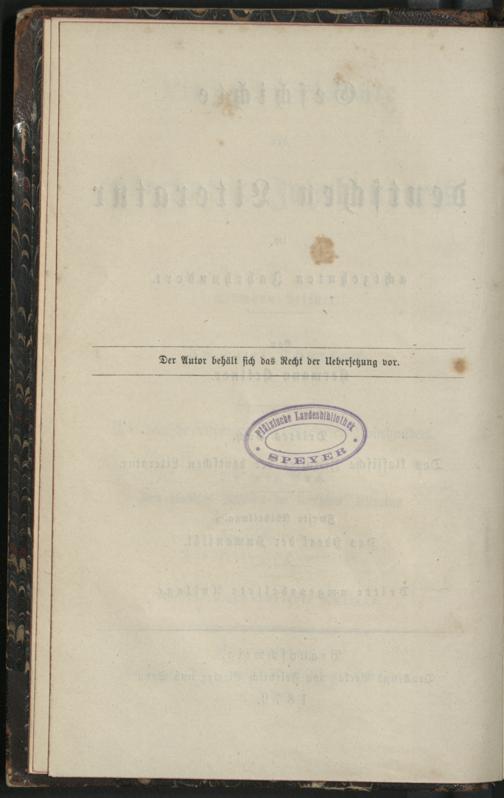 Der Autor behält sich das Recht der Uebersetzung vor.
Pfälzische Landesbibliothek
SPEYER